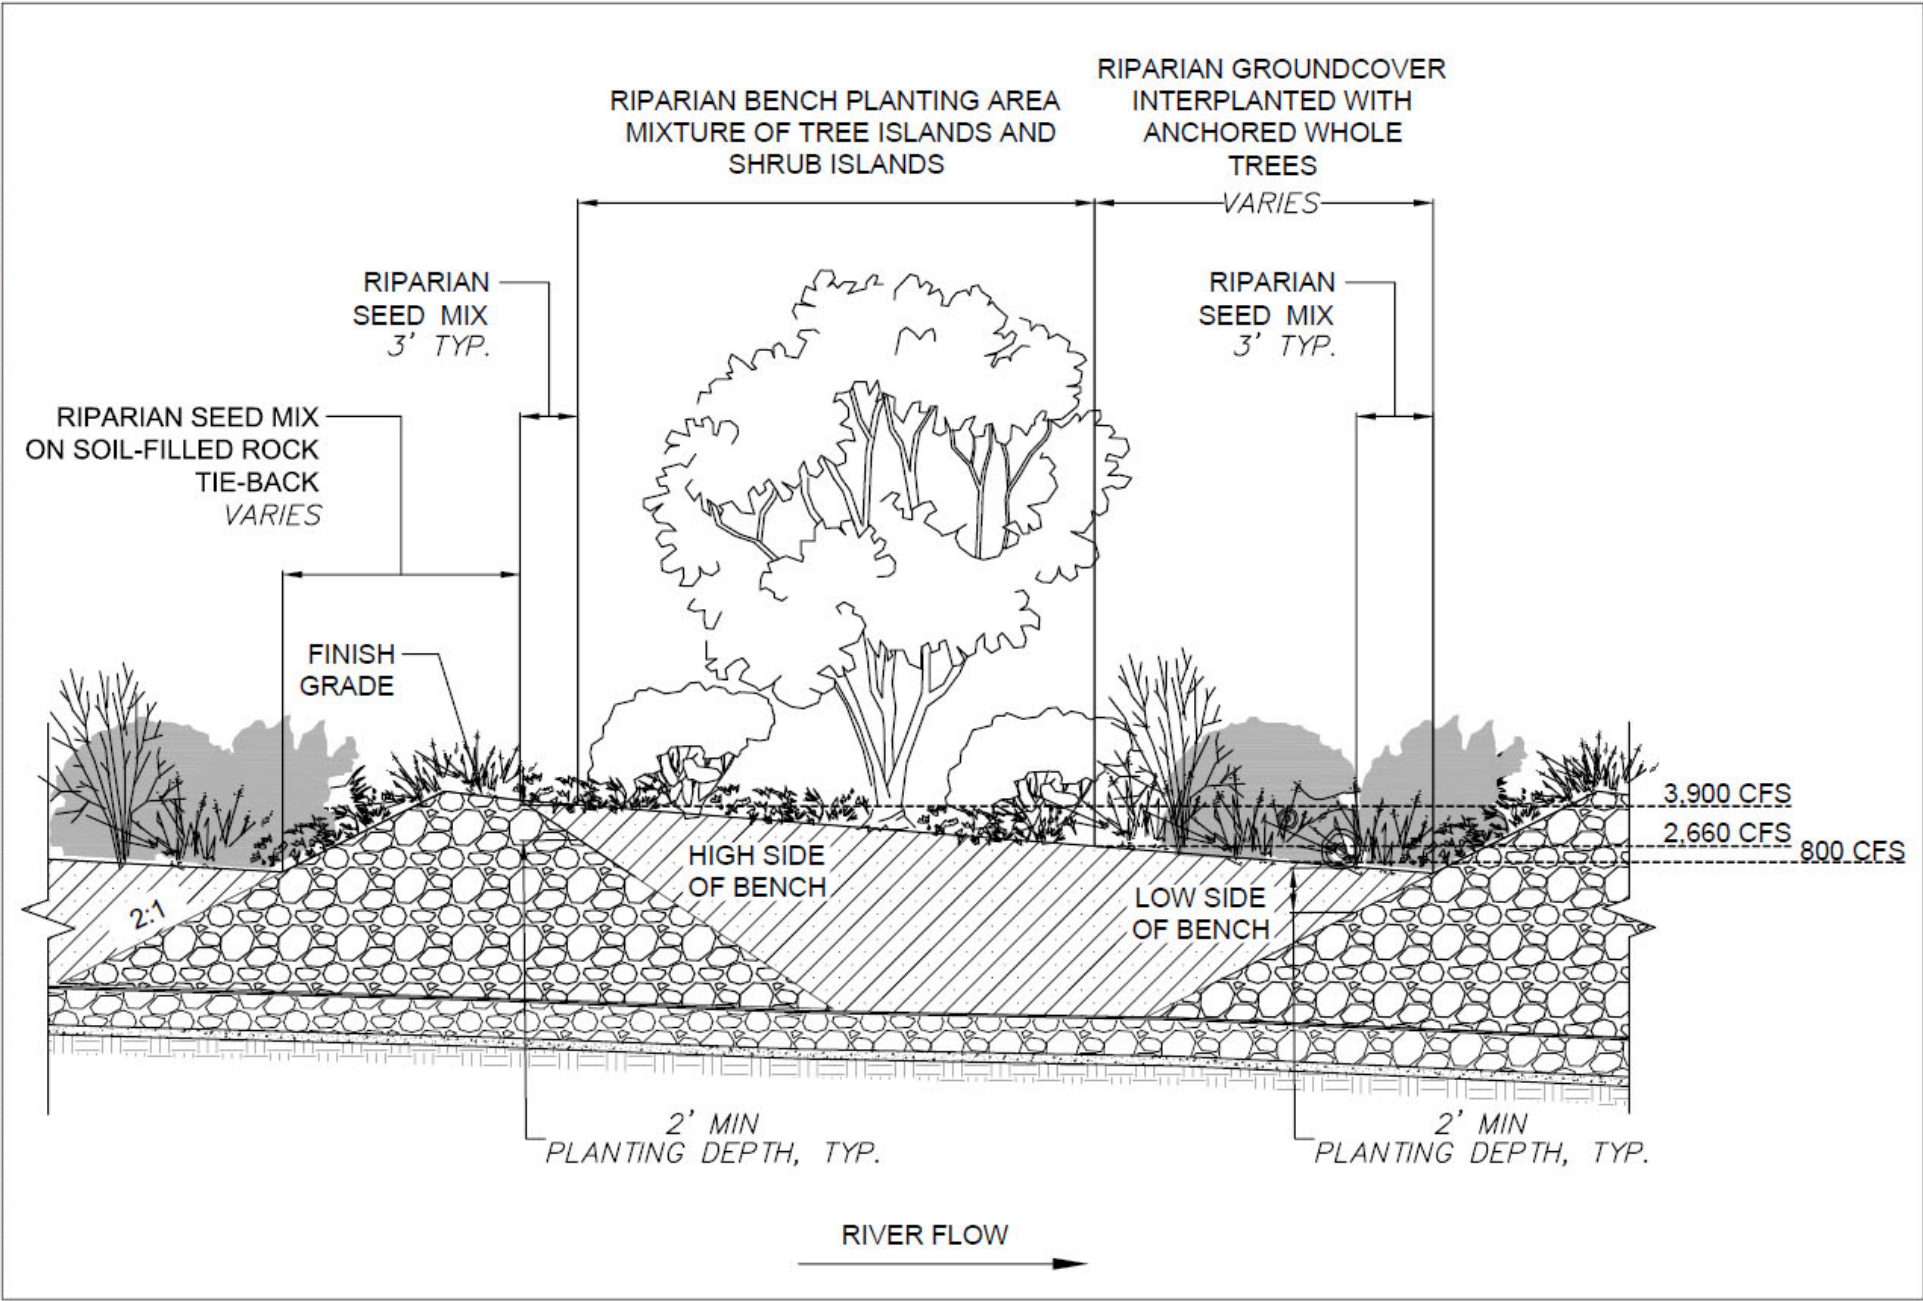 RIPARIAN GROUNDCOVER
INTERPLANTED WITH
ANCHORED WHOLE
TREES
VARIES
RIPARIAN BENCH PLANTING AREA
MIXTURE OF TREE ISLANDS AND
SHRUB ISLANDS
RIPARIAN
SEED MIX
3' TYP.
RIPARIAN
SEED MIX
3' TYP.
RIPARIAN SEED MIX
ON SOIL-FILLED ROCK
TIE-BACK
VARIES
FINISH
GRADE
3,900 CFS
2,660 CFS
800 CFS
HIGH SIDE
OF BENCH
LOW SIDE
OF BENCH
2:1
2' MIN
PLANTING DEPTH, TYP.
2' MIN
PLANTING DEPTH, TYP.
RIVER FLOW